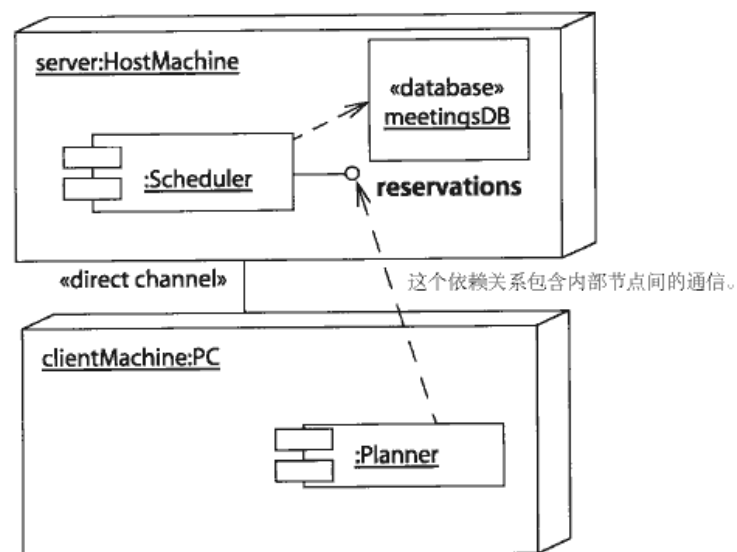 server:HostMachine
«database»
meetingsDB
:Scheduler
reservations
«direct channel»
这个依赖关系包含内部节点间的通信。
clientMachine:PC
:Planner